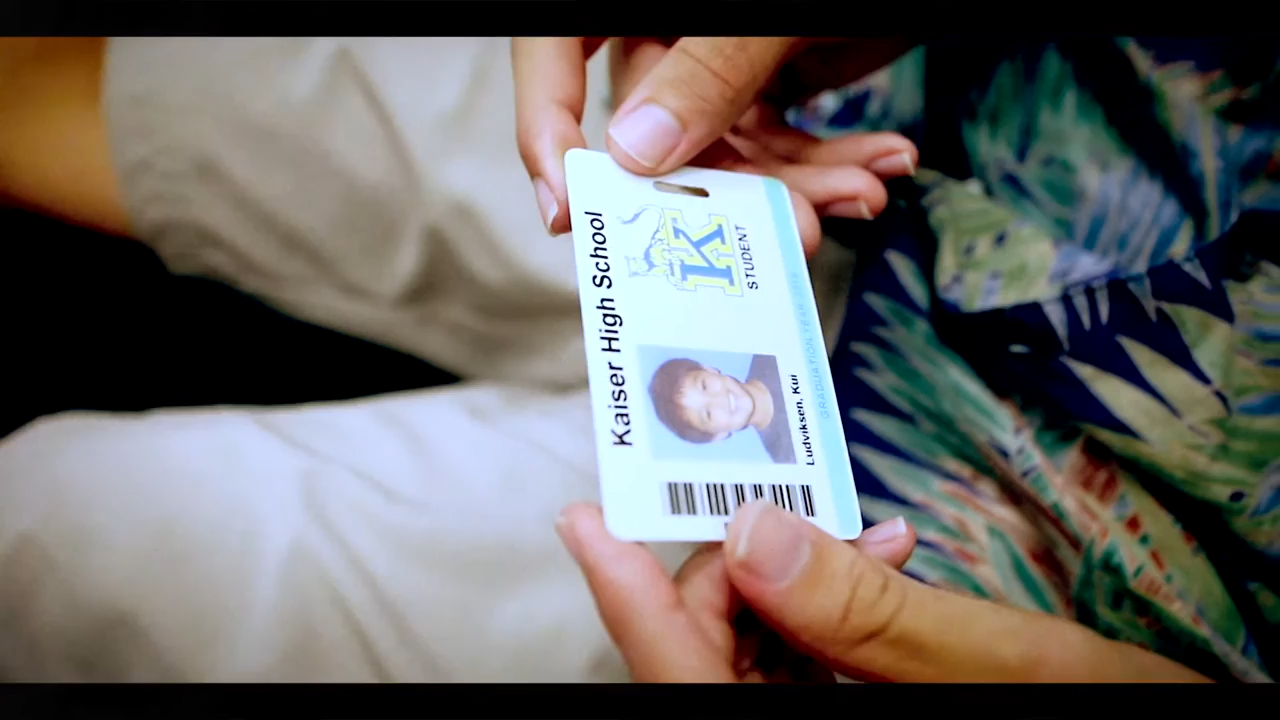 Kaiser High School
K
STUDENT
Ludviksen, Kui
GRADUATION YEAR